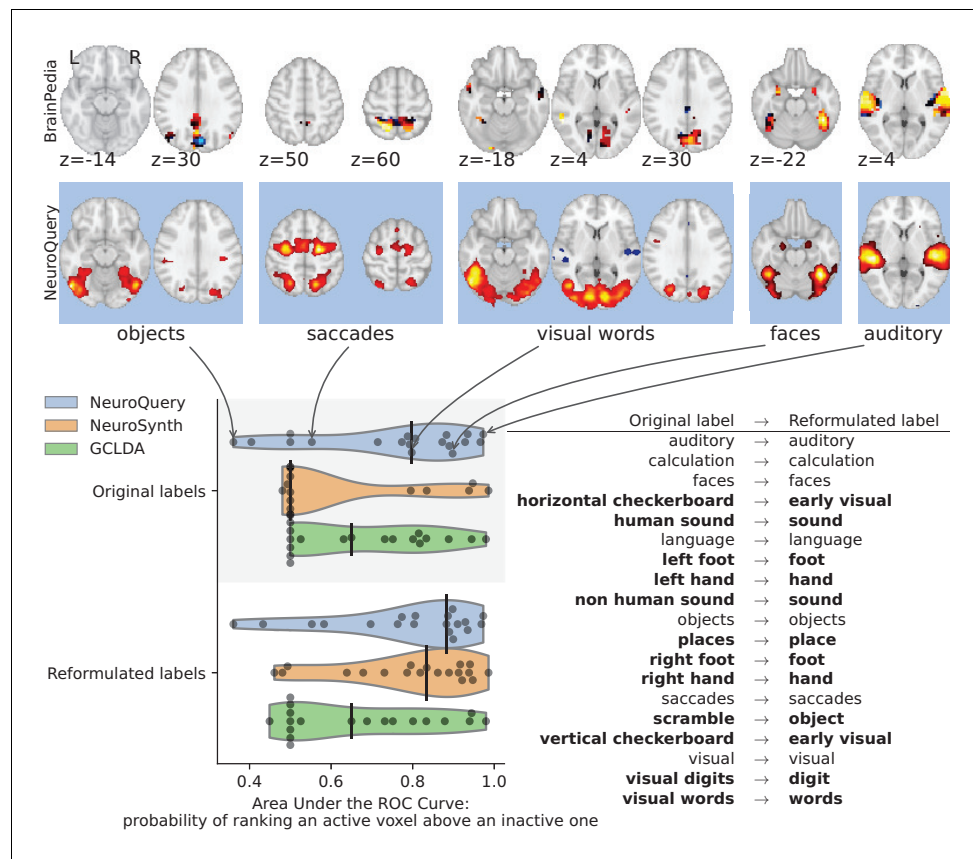 L R
BrainPedia
z=-14 z=30 z=50 z=60 z=-18 z=4 z=30 z=-22 z=4
NeuroQuery
objects saccades visual words faces auditory
NeuroQuery
NeuroSynth
GCLDA
Original labels
Reformulated labels
0.4 0.6 0.8 1.0
Area Under the ROC Curve:
probability of ranking an active voxel above an inactive one
Original label → Reformulated label
auditory → auditory
calculation → calculation
faces → faces
horizontal checkerboard → early visual
human sound → sound
language → language
left foot → foot
left hand → hand
non human sound → sound
objects → objects
places → place
right foot → foot
right hand → hand
saccades → saccades
scramble → object
vertical checkerboard → early visual
visual → visual
visual digits → digit
visual words → words